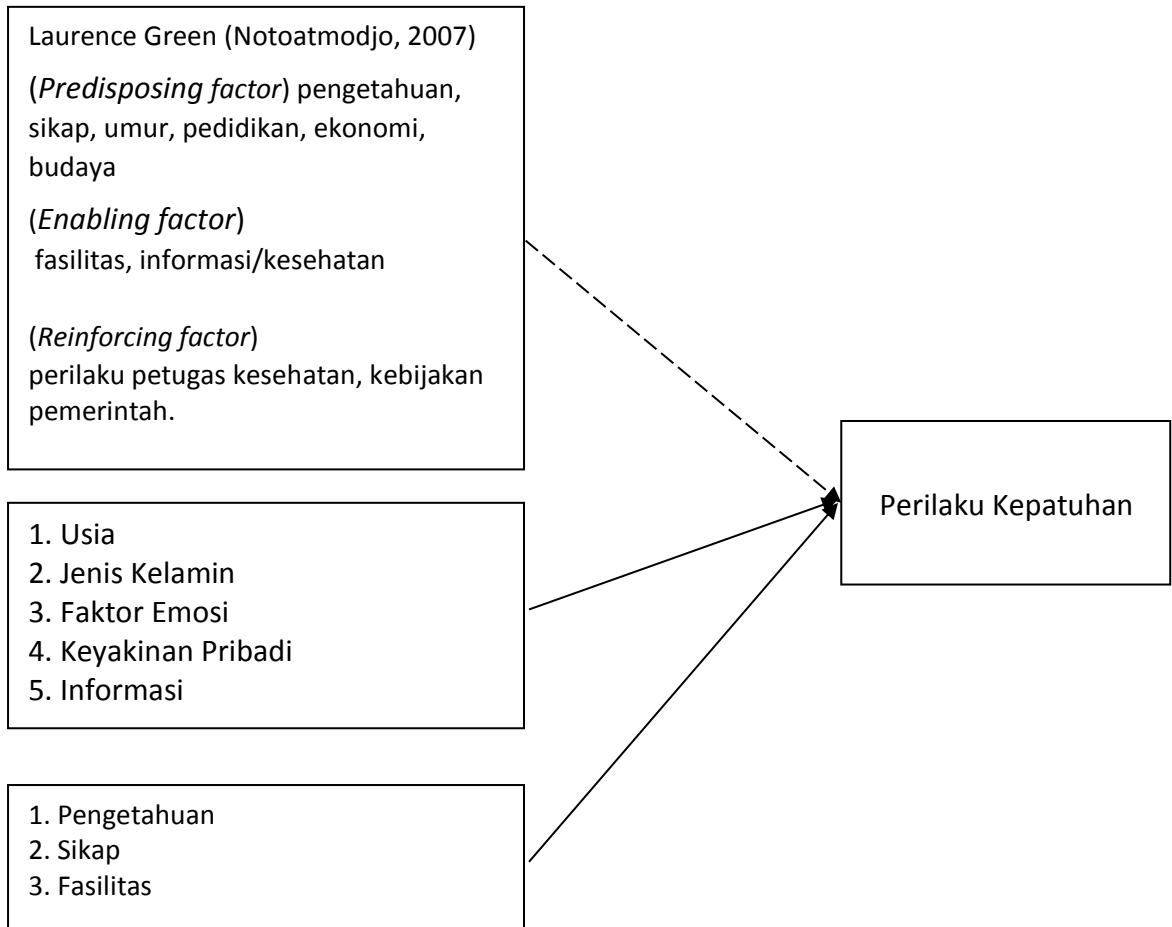 Laurence Green (Notoatmodjo, 2007)
(Predisposing factor) pengetahuan,
sikap, umur, pedidikan, ekonomi,
budaya
(Enabling factor)
fasilitas, informasi/kesehatan
(Reinforcing factor)
perilaku petugas kesehatan, kebijakan
pemerintah.
Perilaku Kepatuhan
1. Usia
2. Jenis Kelamin
3. Faktor Emosi
4. Keyakinan Pribadi
5. Informasi
1. Pengetahuan
2. Sikap
3. Fasilitas